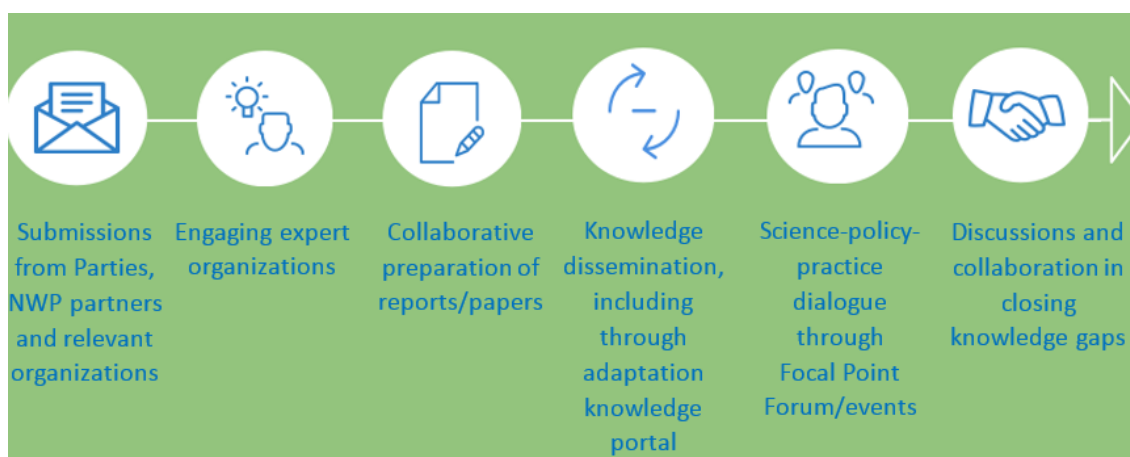 Submissions
from Parties,
NWP partners
and relevant
organizations
Engaging expert
organizations
Collaborative
preparation of
reports/papers
Knowledge
dissemination,
including
through
adaptation
knowledge
portal
Science-policy-
practice
dialogue
through
Focal Point
Forum/events
Discussions and
collaboration in
closing
knowledge gaps